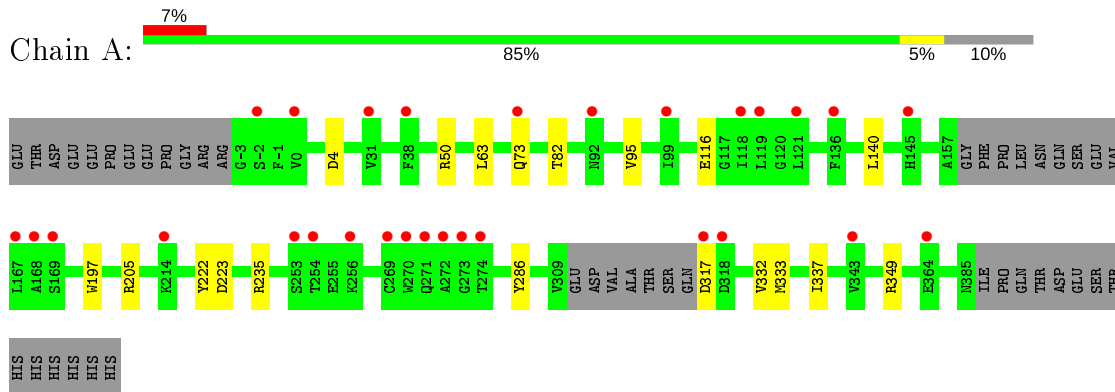 7%
Chain A:
85% 5% 10%
GLU THR ASP GLU GLU PRO GLU GLU PRO GLY ARG ARG G-3 S-2 F-1 V0 D4 V31 F38 R50 L63 Q73 T82 N92 V95 I99 E116 G117 I118 L119 G120 L121 F136 L140 H145 A157 GLY PHE PRO LEU ASN GLN SER GLU VAL
L167 A168 S169 W197 R205 K214 Y222 D223 R235 S253 T254 E255 K256 C269 W270 Q271 A272 G273 T274 Y286 V309 GLU ASP VAL ALA THR SER GLN D317 D318 V332 M333 I337 V343 R349 E364 N385 ILE PRO GLN THR ASP GLU SER THR
HIS HIS HIS HIS HIS HIS